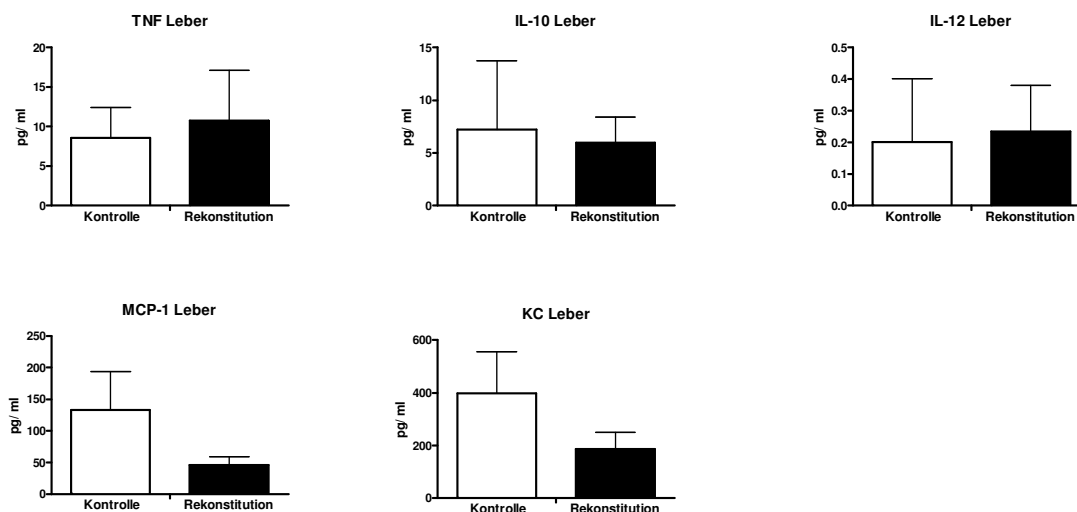 TNF Leber
20
15
10
5
0
pg/ ml
Kontrolle
Rekonstitution
IL-10 Leber
15
10
5
0
pg/ ml
Kontrolle
Rekonstitution
IL-12 Leber
0.5
0.4
0.3
0.2
0.1
0.0
pg/ ml
Kontrolle
Rekonstitution
MCP-1 Leber
250
200
150
100
50
0
pg/ ml
Kontrolle
Rekonstitution
KC Leber
600
400
200
0
pg/ ml
Kontrolle
Rekonstitution